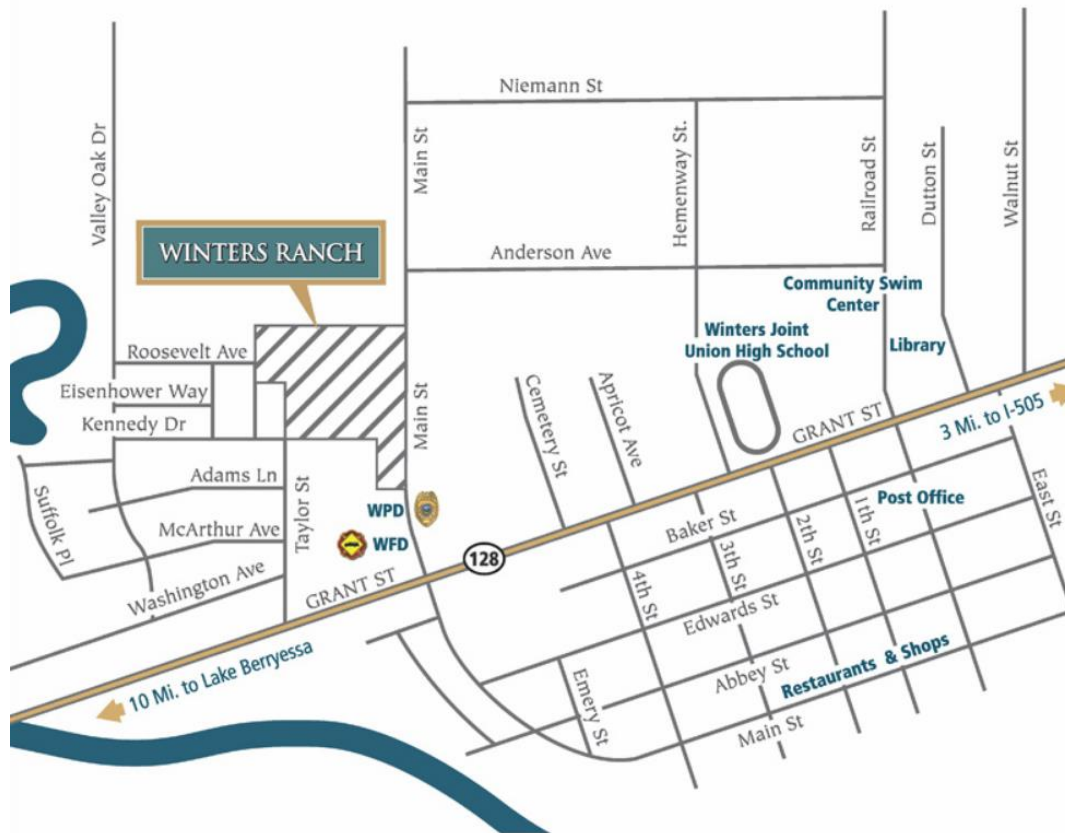 Niemann St
Valley Oak Dr
Main St
Hemenway St.
Railroad St
Dutton St
Walnut St
WINTERS RANCH
Anderson Ave
Community Swim
Center
Winters Joint
Union High School
Library
Roosevelt Ave
Eisenhower Way
Kennedy Dr
Main St
Cemetery St
Apricot Ave
GRANT ST
3 Mi. to I-505
Adams Ln
Suffolk Pl
McArthur Ave
Taylor St
WPD
WFD
Baker St
Post Office
East St
1th St
2th St
3th St
4th St
128
GRANT ST
Washington Ave
Edwards St
10 Mi. to Lake Berryessa
Emery St
Abbey St
Restaurants & Shops
Main St